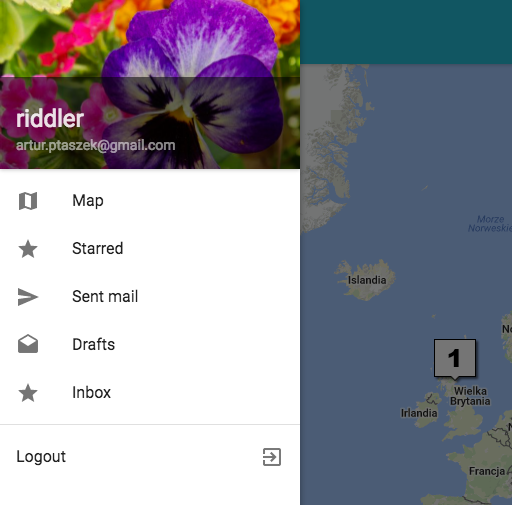 riddler
artur.ptaszek@gmail.com
Map
Starred
Sent mail
Drafts
Inbox
Logout
Morze
Norweskie
Islandia
1
Wielka
Brytania
Irlandia
Francja